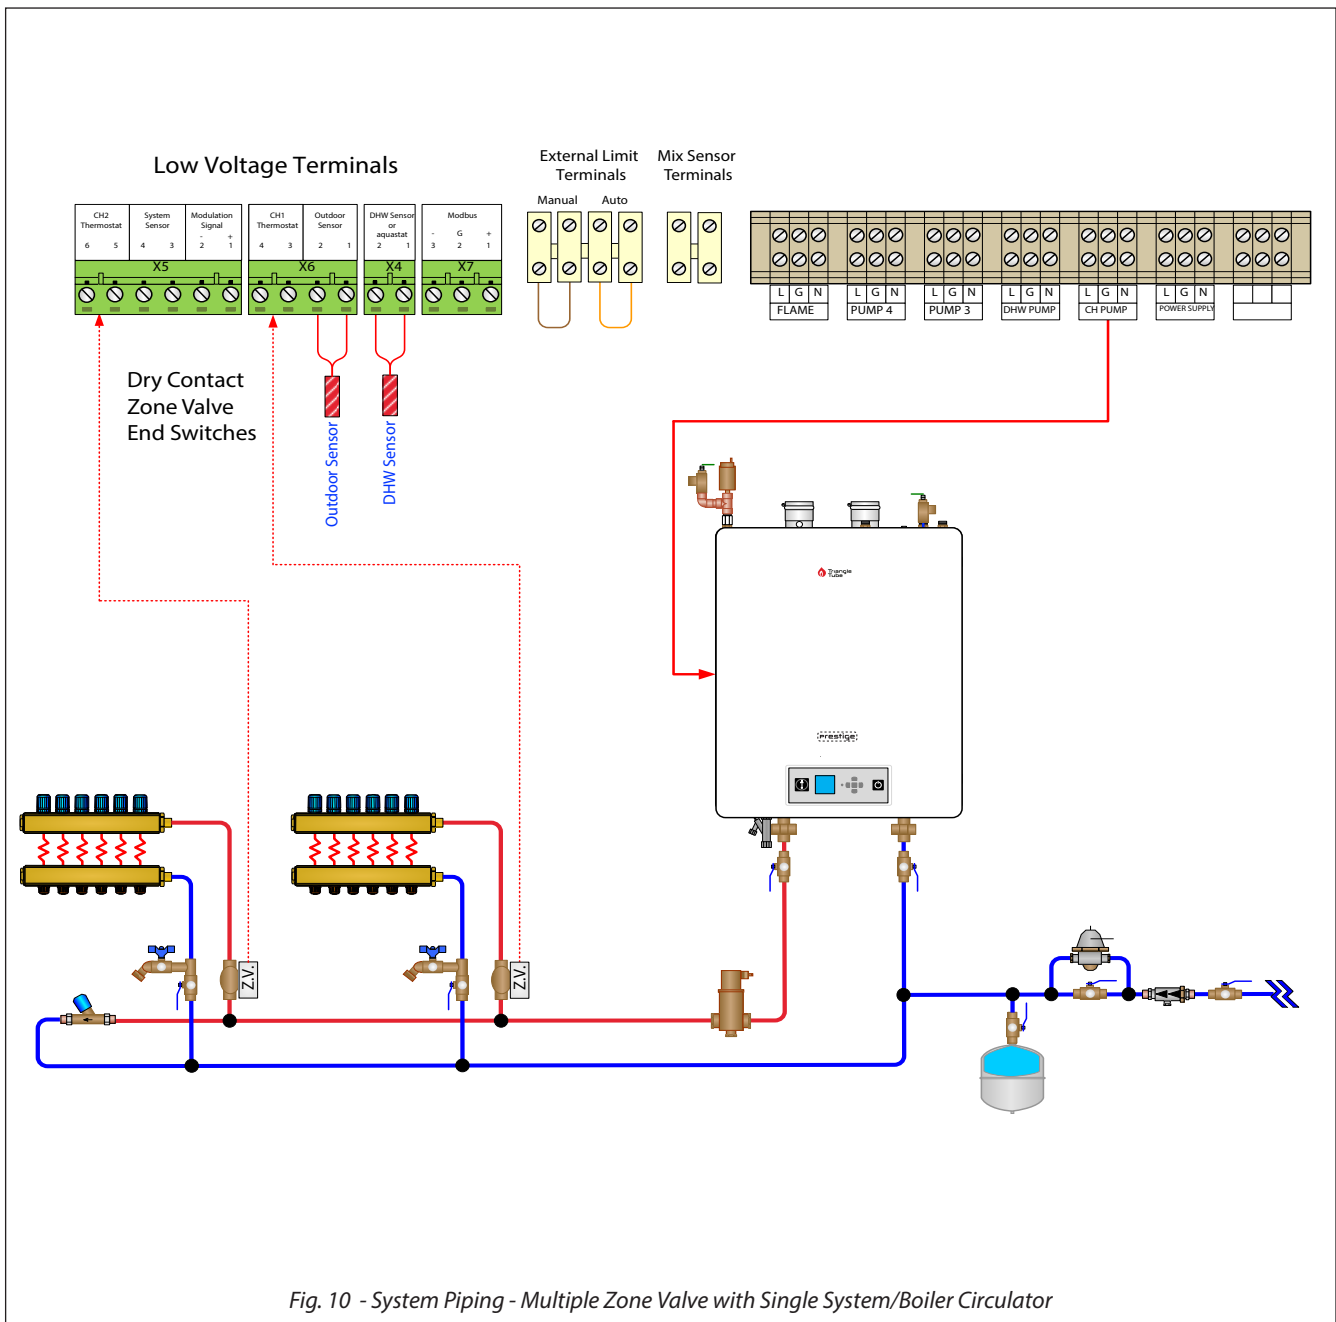 Low Voltage Terminals
External Limit
Terminals
Mix Sensor
Terminals
Manual
Auto
CH2
Thermostat
6 5
System
Sensor
4 3
Modulation
Signal
- +
2 1
X5
CH1
Thermostat
4 3
Outdoor
Sensor
2 1
X6
DHW Sensor
or
aquastat
2 1
X4
Modbus
- G +
3 2 1
X7
L G N
FLAME
L G N
PUMP 4
L G N
PUMP 3
L G N
DHW PUMP
L G N
CH PUMP
L G N
POWER SUPPLY
Dry Contact
Zone Valve
End Switches
Outdoor Sensor
DHW Sensor
Triangle
Tube
Prestige
Z.V.
Z.V.
Fig. 10 - System Piping - Multiple Zone Valve with Single System/Boiler Circulator